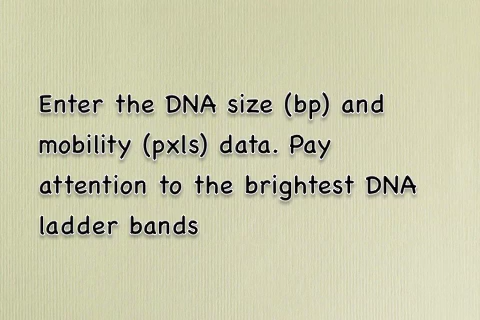 Enter the DNA size (bp) and
mobility (pxls) data. Pay
attention to the brightest DNA
ladder bands